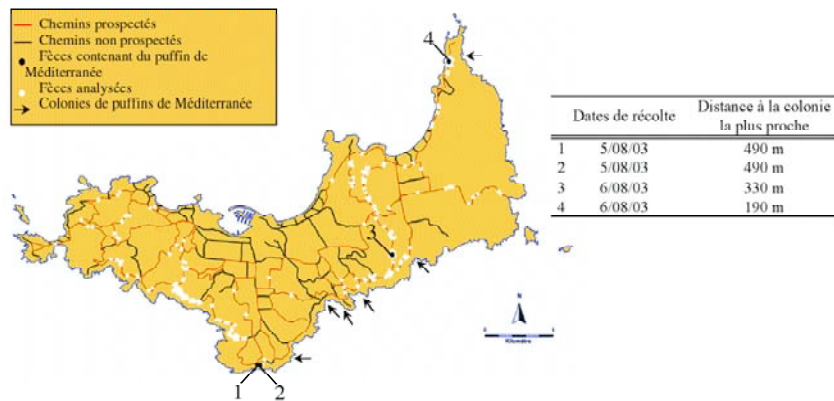 Chemins prospectés
Chemins non prospectés
Fèces contenant du puffin de
Méditerranée
Fèces analysées
Colonies de puffins de Méditerranée
4
Dates de récolte Distance à la colonie
la plus proche
1 5/08/03 490 m
2 5/08/03 490 m
3 6/08/03 330 m
4 6/08/03 190 m
N
Kilomètre
1 2